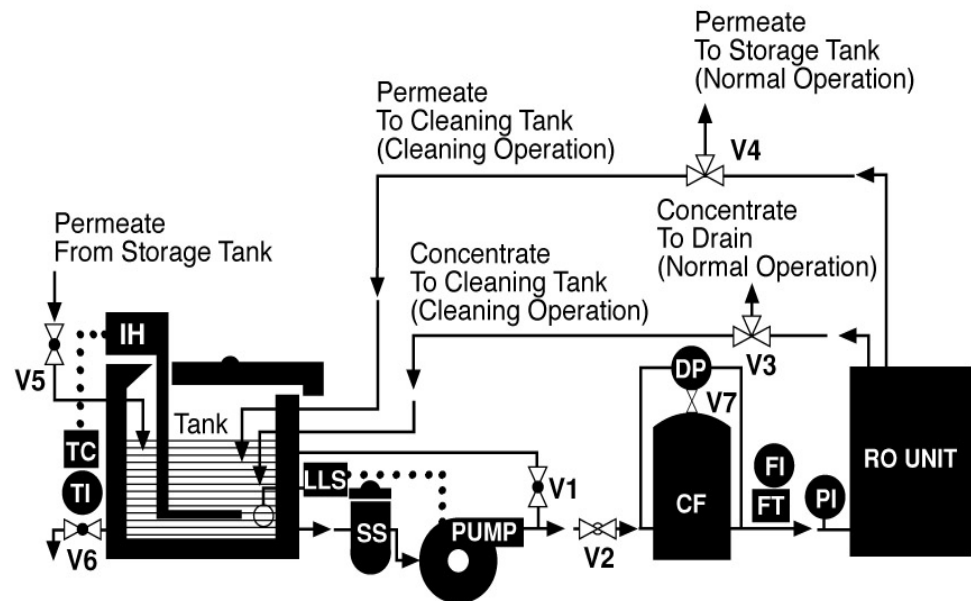 Permeate
To Storage Tank
(Normal Operation)
Permeate
To Cleaning Tank
(Cleaning Operation)
V4
Permeate
From Storage Tank
Concentrate
To Drain
(Normal Operation)
Concentrate
To Cleaning Tank
(Cleaning Operation)
IH
V3
V5
DP
V7
Tank
TC
LLS
V1
TI
FI
RO UNIT
FT
PI
CF
SS
PUMP
V6
V2